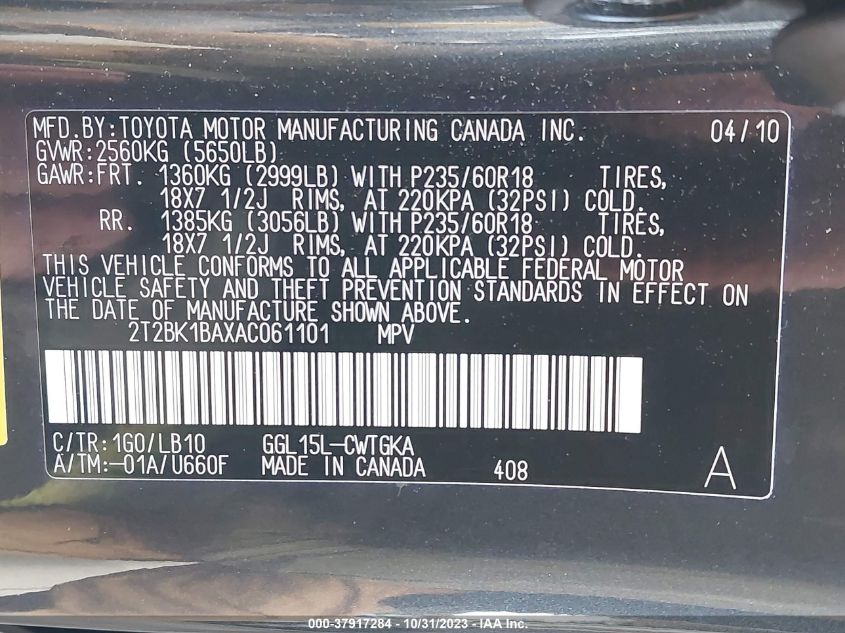 MFD.BY:TOYOTA MOTOR MANUFACTURING CANADA INC. 04/10
GVWR:2560KG (5650LB)
GAWR:FRT. 1360KG (2999LB) WITH P235/60R18 TIRES,
18X7 1/2J RIMS, AT 220KPA (32PSI) COLD.
RR. 1385KG (3056LB) WITH P235/60R18 TIRES,
18X7 1/2J RIMS, AT 220KPA (32PSI) COLD.
THIS VEHICLE CONFORMS TO ALL APPLICABLE FEDERAL MOTOR
VEHICLE SAFETY AND THEFT PREVENTION STANDARDS IN EFFECT ON
THE DATE OF MANUFACTURE SHOWN ABOVE.
2T2BK1BAXAC061101 MPV
C/TR:1G0/LB10 GGL15L-CWTGKA
A/TM:-01A/U660F MADE IN CANADA 408 A
000-37917284 - 10/31/2023 - IAA Inc.